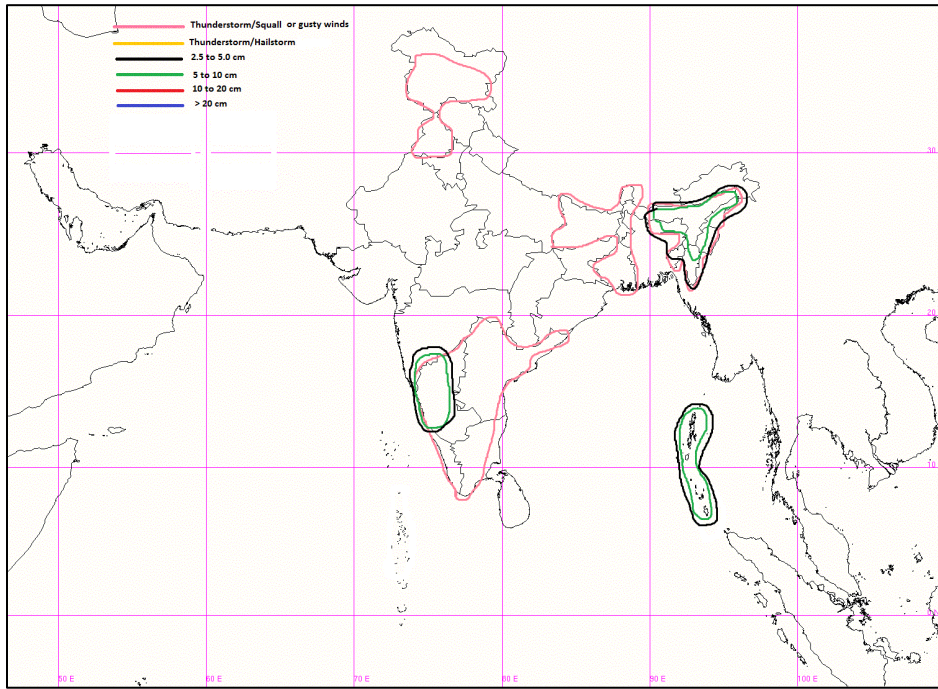 Thunderstorm/Squall or gusty winds
Thunderstorm/Hailstorm
2.5 to 5.0 cm
5 to 10 cm
10 to 20 cm
> 20 cm
30
20
10
50 E
60 E
70 E
80 E
90 E
100 E